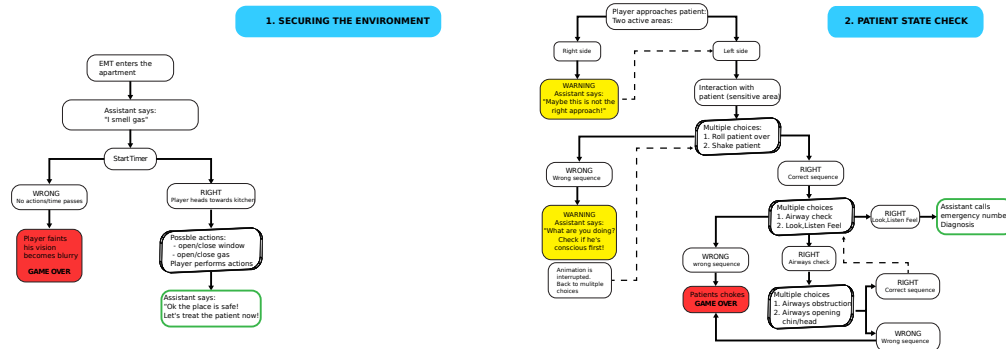 1. SECURING THE ENVIRONMENT
EMT enters the
apartment
Assistant says:
"I smell gas"
Start Timer
WRONG
No actions/time passes
RIGHT
Player heads towards kitchen
Player faints
his vision
becomes blurry
GAME OVER
Possble actions:
- open/close window
- open/close gas
Player performs actions
Assistant says:
"Ok the place is safe!
Let's treat the patient now!
2. PATIENT STATE CHECK
Player approaches patient:
Two active areas:
Right side
Left side
WARNING
Assistant says:
"Maybe this is not the
right approach!"
Interaction with
patient (sensitive area)
Multiple choices:
1. Roll patient over
2. Shake patient
WRONG
Wrong sequence
RIGHT
Correct sequence
WARNING
Assistant says:
"What are you doing?
Check if he's
conscious first!
Animation is
interrupted.
Back to mulitple
choices
Multiple choices
1. Airway check
2. Look,Listen Feel
RIGHT
Look,Listen Feel
Assistant calls
emergency numbe
Diagnosis
WRONG
wrong sequence
RIGHT
Airways check
Patients chokes
GAME OVER
Multiple choices
1. Airways obstruction
2. Airways opening
chin/head
RIGHT
Correct sequence
WRONG
Wrong sequence